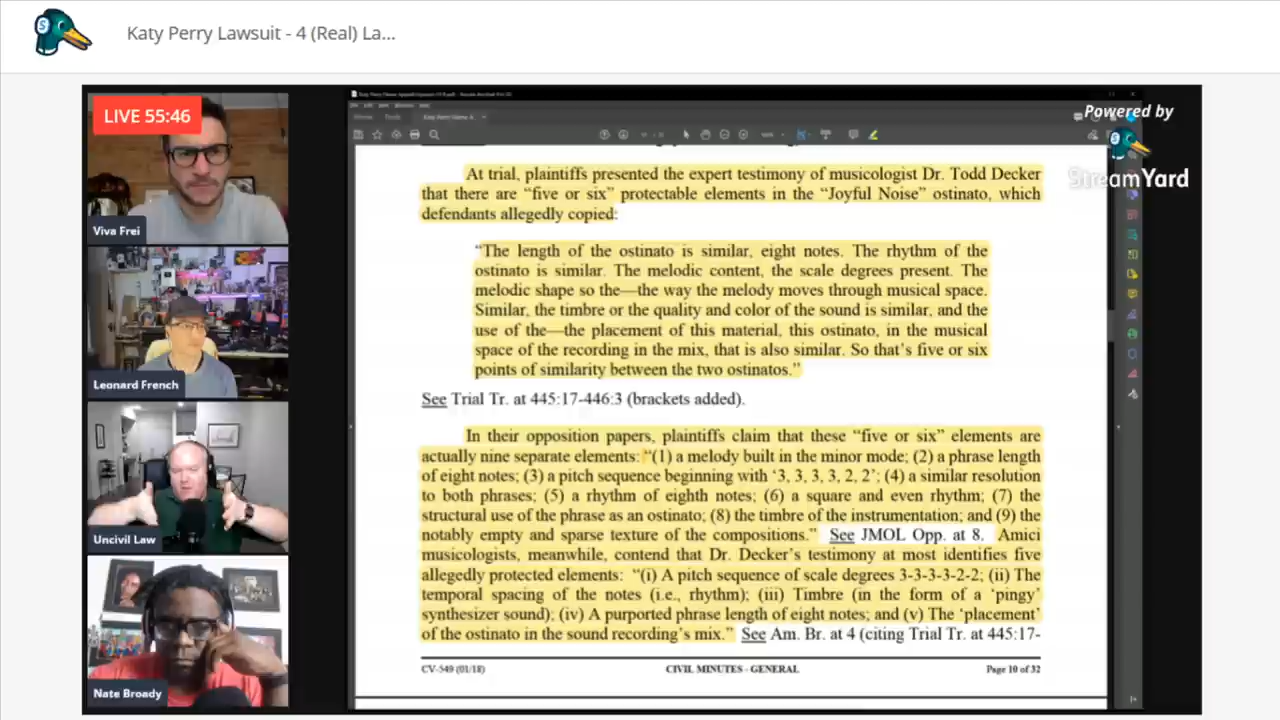 Katy Perry Lawsuit - 4 (Real) La...
LIVE 55:46
Viva Frei
Leonard French
Uncivil Law
Nate Broady
Powered by
StreamYard
At trial, plaintiffs presented the expert testimony of musicologist Dr. Todd Decker
that there are “five or six” protectable elements in the “Joyful Noise” ostinato, which
defendants allegedly copied:
“The length of the ostinato is similar, eight notes. The rhythm of the
ostinato is similar. The melodic content, the scale degrees present. The
melodic shape so the—the way the melody moves through musical space.
Similar, the timbre or the quality and color of the sound is similar, and the
use of the—the placement of this material, this ostinato, in the musical
space of the recording in the mix, that is also similar. So that’s five or six
points of similarity between the two ostinatos.”
See Trial Tr. at 445:17-446:3 (brackets added).
In their opposition papers, plaintiffs claim that these “five or six” elements are
actually nine separate elements: “(1) a melody built in the minor mode; (2) a phrase length
of eight notes; (3) a pitch sequence beginning with ‘3, 3, 3, 3, 2, 2’; (4) a similar resolution
to both phrases; (5) a rhythm of eighth notes; (6) a square and even rhythm; (7) the
structural use of the phrase as an ostinato; (8) the timbre of the instrumentation; and (9) the
notably empty and sparse texture of the compositions.” See JMOL Opp. at 8. Amici
musicologists, meanwhile, contend that Dr. Decker’s testimony at most identifies five
allegedly protected elements: “(i) A pitch sequence of scale degrees 3-3-3-3-2-2; (ii) The
temporal spacing of the notes (i.e., rhythm); (iii) Timbre (in the form of a ‘pingy’
synthesizer sound); (iv) A purported phrase length of eight notes; and (v) The ‘placement’
of the ostinato in the sound recording’s mix.” See Am. Br. at 4 (citing Trial Tr. at 445:17-
CV-549 (01/18) CIVIL MINUTES - GENERAL Page 10 of 32